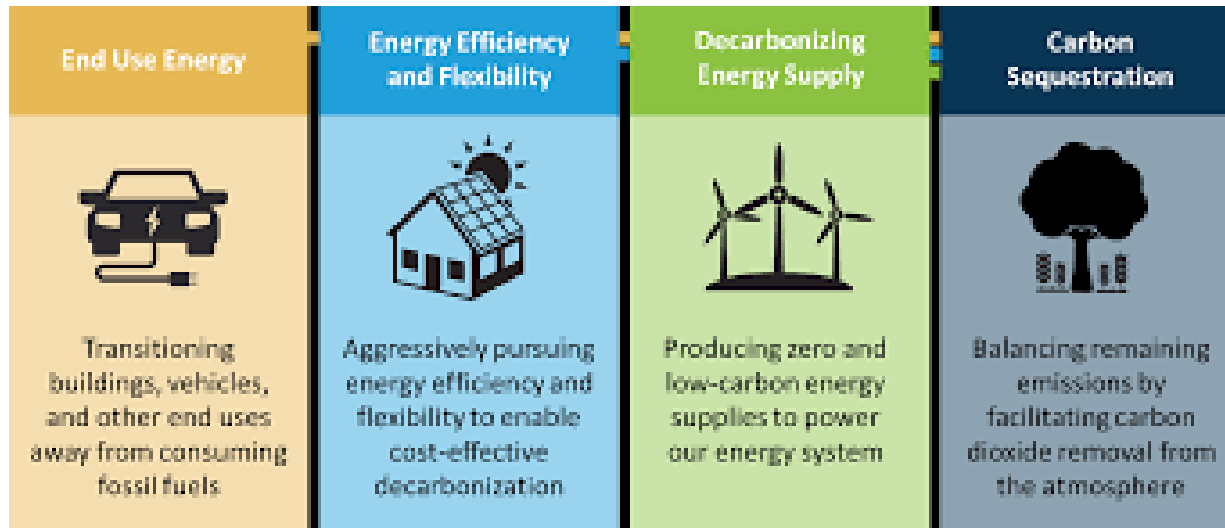 End Use Energy
Transitioning
buildings, vehicles,
and other end uses
away from consuming
fossil fuels
Energy Efficiency
and Flexibility
Aggressively pursuing
energy efficiency and
flexibility to enable
cost-effective
decarbonization
Decarbonizing
Energy Supply
Producing zero and
low-carbon energy
supplies to power
our energy system
Carbon
Sequestration
Balancing remaining
emissions by
facilitating carbon
dioxide removal from
the atmosphere